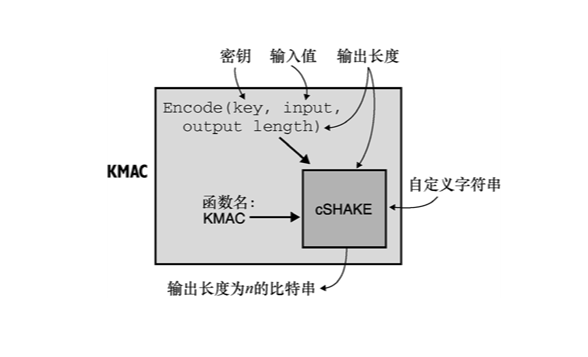 密钥 输入值 输出长度
Encode(key, input,
output length)
KMAC
cSHAKE
自定义字符串
函数名：
KMAC
输出长度为n的比特串